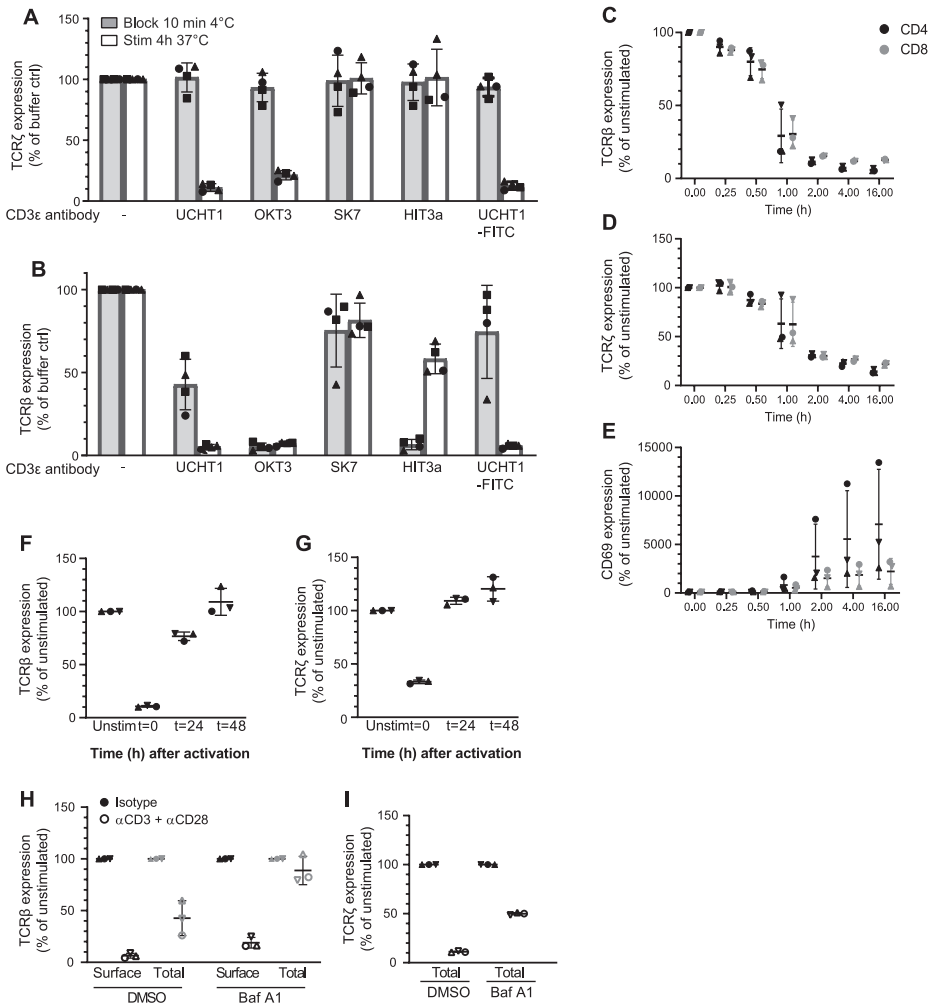 A
Block 10 min 4°C
Stim 4h 37°C
TCRζ expression
(% of buffer ctrl)
150
100
50
0
CD3ε antibody
-
UCHT1
OKT3
SK7
HIT3a
UCHT1
-FITC
B
TCRβ expression
(% of buffer ctrl)
100
50
0
CD3ε antibody
-
UCHT1
OKT3
SK7
HIT3a
UCHT1
-FITC
C
CD4
CD8
TCRβ expression
(% of unstimulated)
100
50
0
0.00 0.25 0.50 1.00 2.00 4.00 16.00
Time (h)
D
TCRζ expression
(% of unstimulated)
150
100
50
0
0.00 0.25 0.50 1.00 2.00 4.00 16.00
Time (h)
E
CD69 expression
(% of unstimulated)
15000
10000
5000
0
0.00 0.25 0.50 1.00 2.00 4.00 16.00
Time (h)
F
TCRβ expression
(% of unstimulated)
150
100
50
0
Unstim t=0 t=24 t=48
Time (h) after activation
G
TCRζ expression
(% of unstimulated)
150
100
50
0
Unstim t=0 t=24 t=48
Time (h) after activation
H
Isotype
αCD3 + αCD28
TCRβ expression
(% of unstimulated)
150
100
50
0
Surface Total Surface Total
DMSO Baf A1
I
TCRζ expression
(% of unstimulated)
150
100
50
0
Total Total
DMSO Baf A1